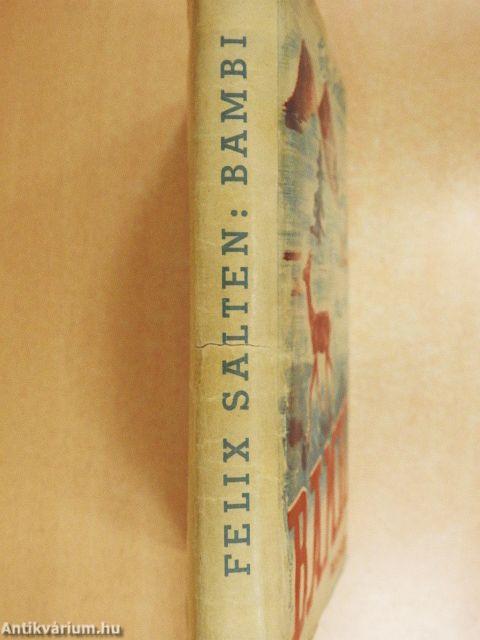 FELIX SALTEN: BAMBI
Antikvárium.hu